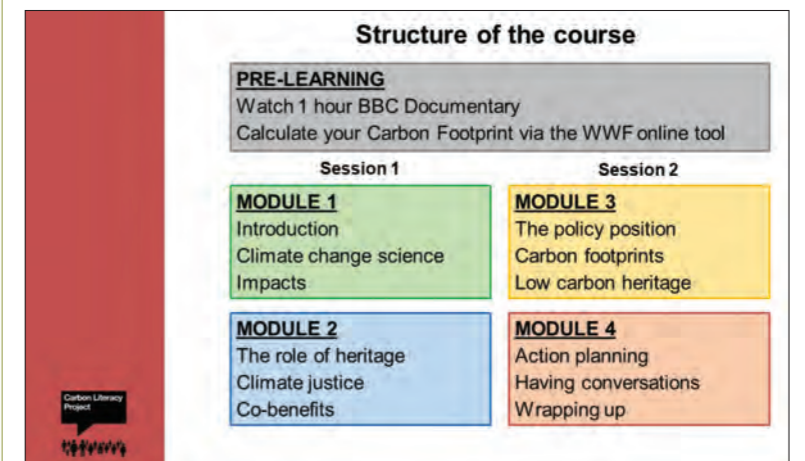 Structure of the course
PRE-LEARNING
Watch 1 hour BBC Documentary
Calculate your Carbon Footprint via the WWF online tool
Session 1
MODULE 1
Introduction
Climate change science
Impacts
MODULE 2
The role of heritage
Climate justice
Co-benefits
Session 2
MODULE 3
The policy position
Carbon footprints
Low carbon heritage
MODULE 4
Action planning
Having conversations
Wrapping up
Carbon Literacy
Project